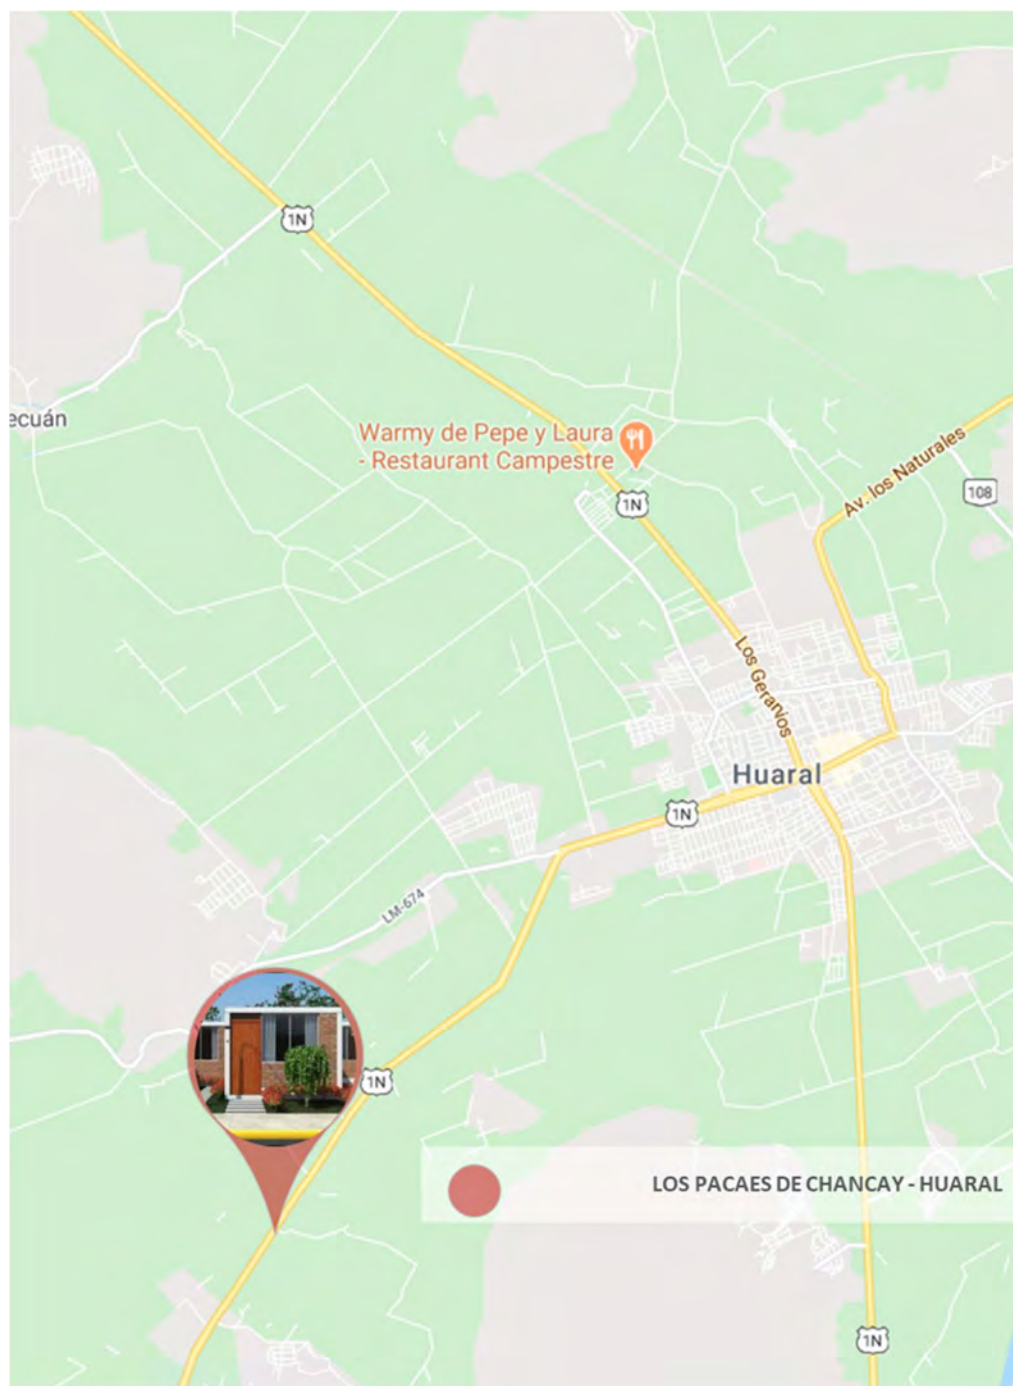 1N
ecuán
Warmy de Pepe y Laura
- Restaurant Campestre
1N
Av. los Naturales
108
Los Geranios
Huaral
1N
LM-674
1N
LOS PACAES DE CHANCAY - HUARAL
1N